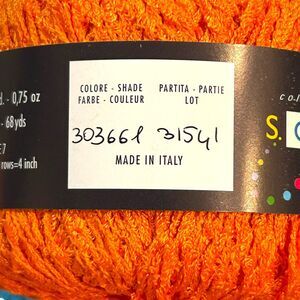 COLORE - SHADE PARTITA - PARTIE
FARBE - COULEUR LOT
303661 31541
MADE IN ITALY
- 0,75 oz
- 68 yds
7
rows=4 inch
S.